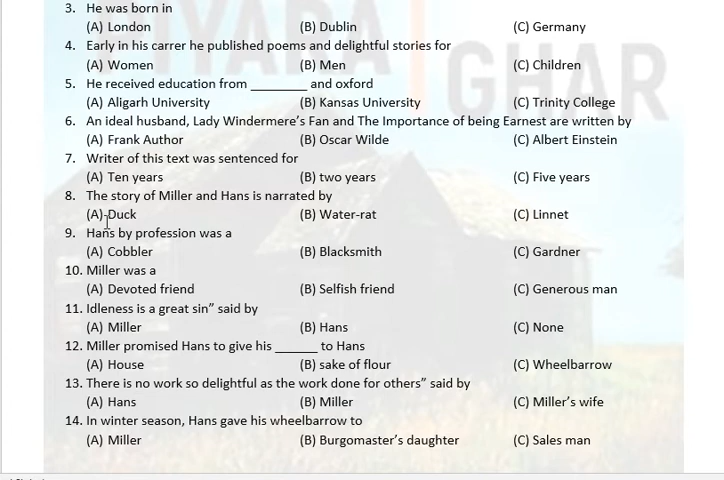 3. He was born in
(A) London (B) Dublin (C) Germany
4. Early in his carrer he published poems and delightful stories for
(A) Women (B) Men (C) Children
5. He received education from ________ and oxford
(A) Aligarh University (B) Kansas University (C) Trinity College
6. An ideal husband, Lady Windermere's Fan and The Importance of being Earnest are written by
(A) Frank Author (B) Oscar Wilde (C) Albert Einstein
7. Writer of this text was sentenced for
(A) Ten years (B) two years (C) Five years
8. The story of Miller and Hans is narrated by
(A) Duck (B) Water-rat (C) Linnet
9. Hans by profession was a
(A) Cobbler (B) Blacksmith (C) Gardner
10. Miller was a
(A) Devoted friend (B) Selfish friend (C) Generous man
11. Idleness is a great sin" said by
(A) Miller (B) Hans (C) None
12. Miller promised Hans to give his ______ to Hans
(A) House (B) sake of flour (C) Wheelbarrow
13. There is no work so delightful as the work done for others" said by
(A) Hans (B) Miller (C) Miller's wife
14. In winter season, Hans gave his wheelbarrow to
(A) Miller (B) Burgomaster's daughter (C) Sales man
GHAR